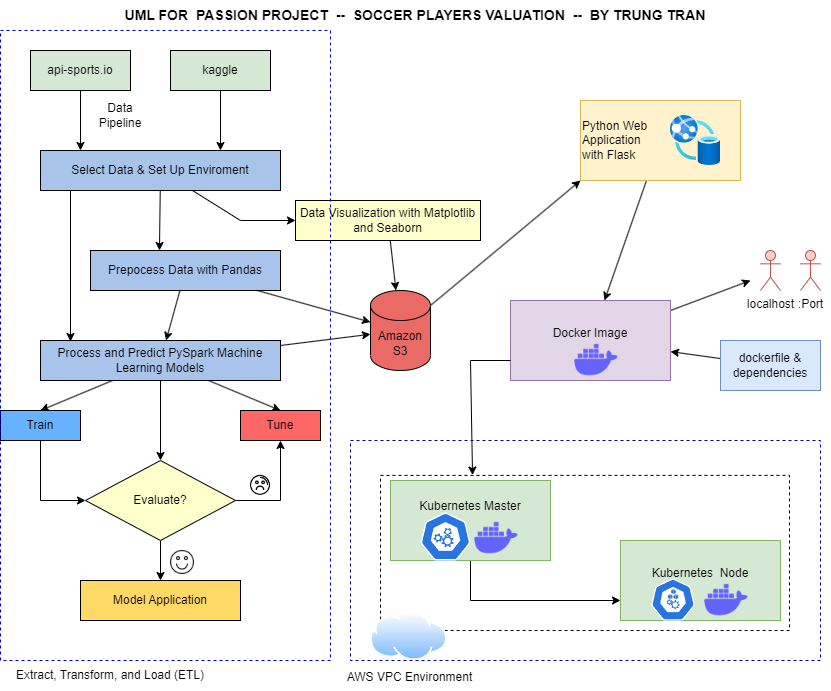 UML FOR PASSION PROJECT -- SOCCER PLAYERS VALUATION -- BY TRUNG TRAN
api-sports.io
kaggle
Data
Pipeline
Select Data & Set Up Enviroment
Data Visualization with Matplotlib
and Seaborn
Prepocess Data with Pandas
Process and Predict PySpark Machine
Learning Models
Amazon
S3
Train
Tune
Evaluate?
Model Application
Extract, Transform, and Load (ETL)
Python Web
Application
with Flask
Docker Image
localhost :Port
dockerfile &
dependencies
Kubernetes Master
Kubernetes Node
AWS VPC Environment